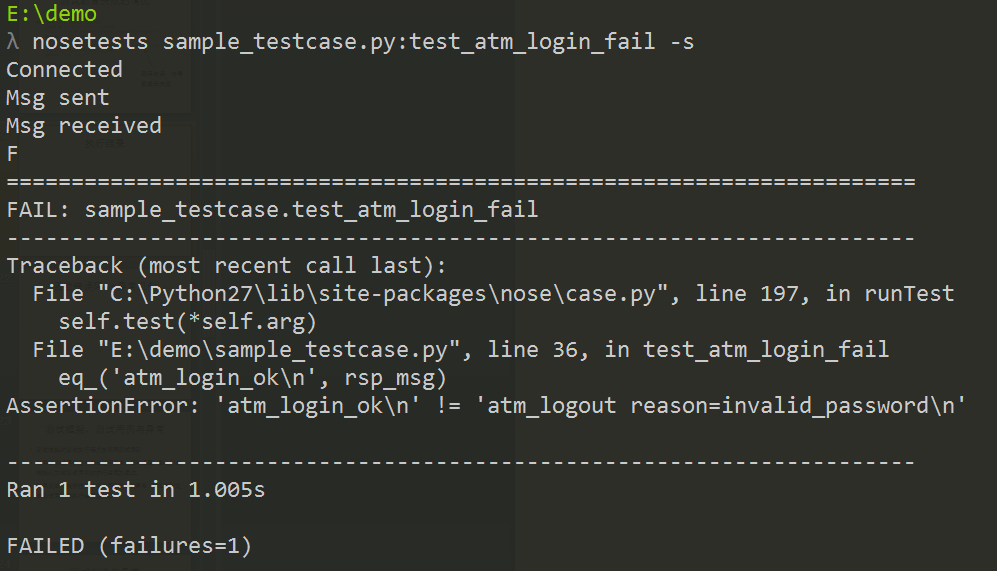 E:\demo
λ nosetests sample_testcase.py:test_atm_login_fail -s
Connected
Msg sent
Msg received
F
======================================================================
FAIL: sample_testcase.test_atm_login_fail
----------------------------------------------------------------------
Traceback (most recent call last):
  File "C:\Python27\lib\site-packages\nose\case.py", line 197, in runTest
    self.test(*self.arg)
  File "E:\demo\sample_testcase.py", line 36, in test_atm_login_fail
    eq_('atm_login_ok\n', rsp_msg)
AssertionError: 'atm_login_ok\n' != 'atm_logout reason=invalid_password\n'
----------------------------------------------------------------------
Ran 1 test in 1.005s
FAILED (failures=1)